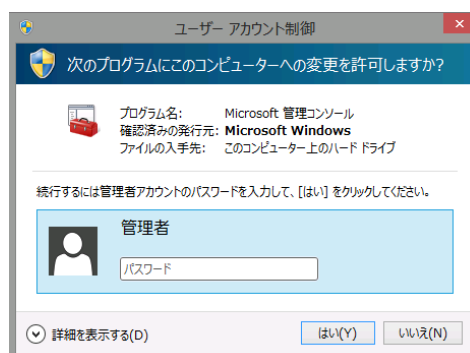 ユーザー アカウント制御
次のプログラムにこのコンピューターへの変更を許可しますか?
プログラム名: Microsoft 管理コンソール
確認済みの発行元: Microsoft Windows
ファイルの入手先: このコンピューター上のハード ドライブ
続行するには管理者アカウントのパスワードを入力して、[はい] をクリックしてください。
管理者
パスワード
詳細を表示する(D) はい(Y) いいえ(N)